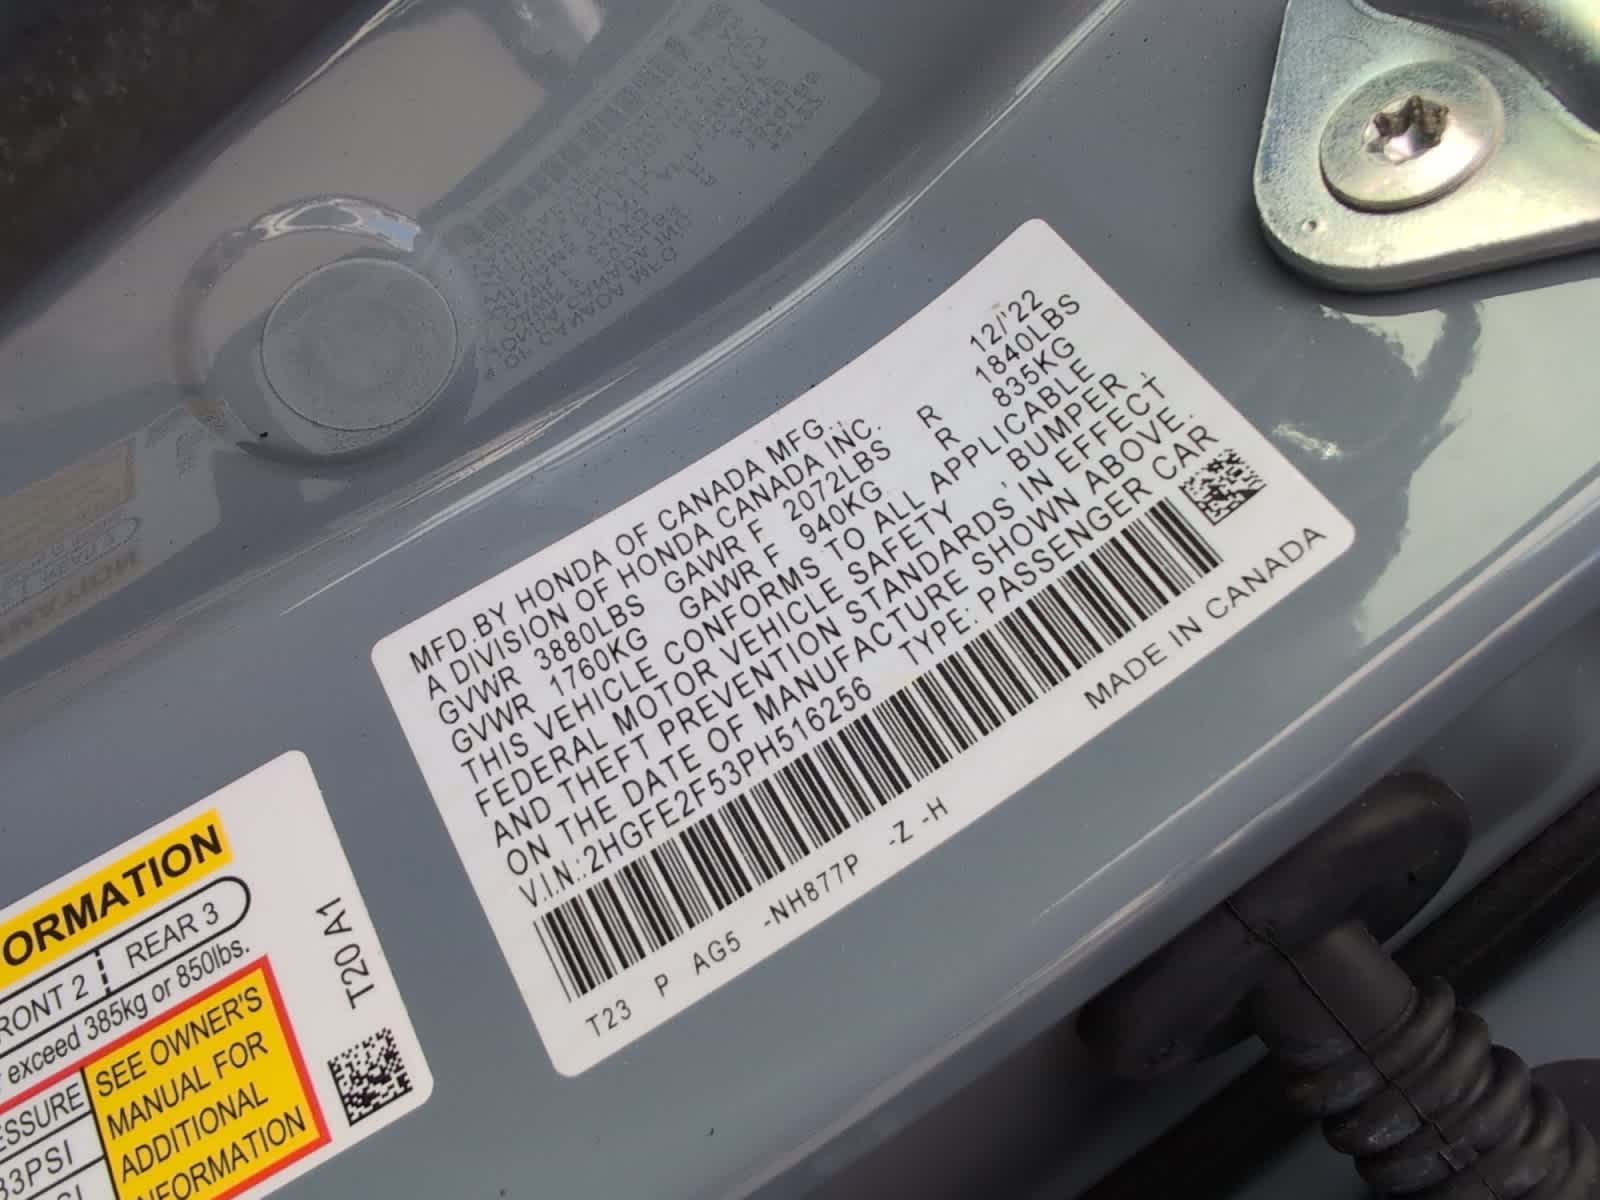 MFD.BY HONDA OF CANADA MFG.,
A DIVISION OF HONDA CANADA INC. 12/'22
GVWR 3880LBS GAWR F 2072LBS R 1840LBS
GVWR 1760KG GAWR F 940KG R 835KG
THIS VEHICLE CONFORMS TO ALL APPLICABLE
FEDERAL MOTOR VEHICLE SAFETY , BUMPER ,
AND THEFT PREVENTION STANDARDS IN EFFECT
ON THE DATE OF MANUFACTURE SHOWN ABOVE .
V.I.N.:2HGFE2F53PH516256 TYPE: PASSENGER CAR
MADE IN CANADA
T23 P AG5 -NH877P -Z -H
ORMATION
RONT 2 REAR 3
exceed 385kg or 850lbs.
ESSURE
33PSI
SEE OWNER'S
MANUAL FOR
ADDITIONAL
NFORMATION
T20 A1